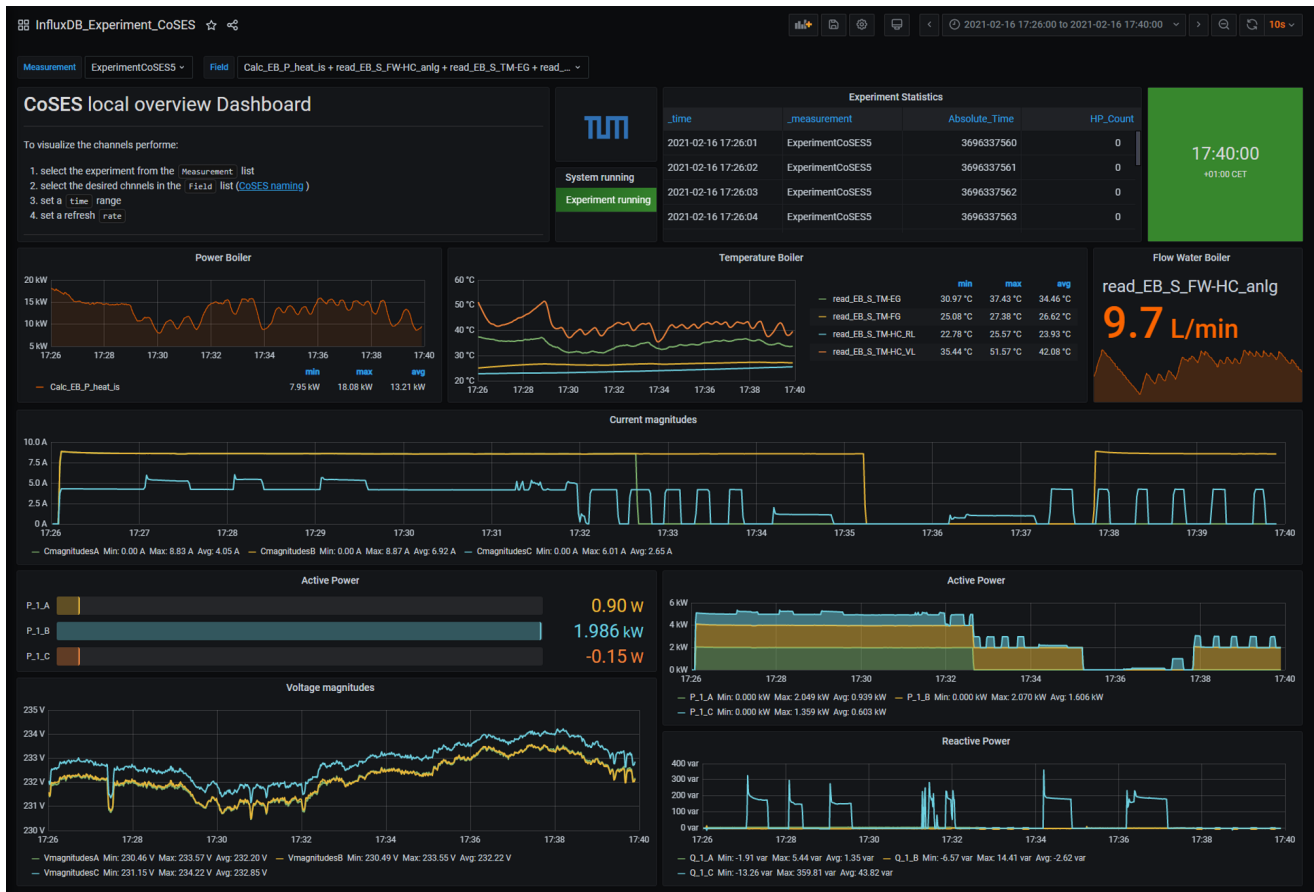 InfluxDB_Experiment_CoSES
2021-02-16 17:26:00 to 2021-02-16 17:40:00
10s
Measurement ExperimentCoSES5 Field Calc_EB_P_heat_is + read_EB_S_FW-HC_anlg + read_EB_S_TM-EG + read_...
CoSES local overview Dashboard
To visualize the channels performe:
1. select the experiment from the Measurement list
2. select the desired chnnels in the Field list (CoSES naming )
3. set a time range
4. set a refresh rate
TUM
System running
Experiment running
Experiment Statistics
_time _measurement Absolute_Time HP_Count
2021-02-16 17:26:01 ExperimentCoSES5 3696337560 0
2021-02-16 17:26:02 ExperimentCoSES5 3696337561 0
2021-02-16 17:26:03 ExperimentCoSES5 3696337562 0
2021-02-16 17:26:04 ExperimentCoSES5 3696337563 0
17:40:00
+01:00 CET
Power Boiler
20 kW
15 kW
10 kW
5 kW
17:26 17:28 17:30 17:32 17:34 17:36 17:38 17:40
min max avg
Calc_EB_P_heat_is 7.95 kW 18.08 kW 13.21 kW
Temperature Boiler
60 °C
50 °C
40 °C
30 °C
20 °C
17:26 17:28 17:30 17:32 17:34 17:36 17:38 17:40
min max avg
read_EB_S_TM-EG 30.97 °C 37.43 °C 34.46 °C
read_EB_S_TM-FG 25.08 °C 27.38 °C 26.62 °C
read_EB_S_TM-HC_RL 22.78 °C 25.57 °C 23.93 °C
read_EB_S_TM-HC_VL 35.44 °C 51.57 °C 42.08 °C
Flow Water Boiler
read_EB_S_FW-HC_anlg
9.7 L/min
Current magnitudes
10.0 A
7.5 A
5.0 A
2.5 A
0 A
17:26 17:27 17:28 17:29 17:30 17:31 17:32 17:33 17:34 17:35 17:36 17:37 17:38 17:39 17:40
CmagnitudesA Min: 0.00 A Max: 8.83 A Avg: 4.05 A CmagnitudesB Min: 0.00 A Max: 8.87 A Avg: 6.92 A CmagnitudesC Min: 0.00 A Max: 6.01 A Avg: 2.65 A
Active Power
P_1_A 0.90 W
P_1_B 1.986 kW
P_1_C -0.15 W
Active Power
6 kW
4 kW
2 kW
0 kW
17:26 17:28 17:30 17:32 17:34 17:36 17:38 17:40
P_1_A Min: 0.000 kW Max: 2.049 kW Avg: 0.939 kW P_1_B Min: 0.000 kW Max: 2.070 kW Avg: 1.606 kW
P_1_C Min: 0.000 kW Max: 1.359 kW Avg: 0.603 kW
Voltage magnitudes
235 V
234 V
233 V
232 V
231 V
230 V
17:26 17:28 17:30 17:32 17:34 17:36 17:38 17:40
VmagnitudesA Min: 230.46 V Max: 233.57 V Avg: 232.20 V VmagnitudesB Min: 230.49 V Max: 233.55 V Avg: 232.22 V
VmagnitudesC Min: 231.15 V Max: 234.22 V Avg: 232.85 V
Reactive Power
400 var
300 var
200 var
100 var
0 var
17:26 17:28 17:30 17:32 17:34 17:36 17:38 17:40
Q_1_A Min: -1.91 var Max: 5.44 var Avg: 1.35 var Q_1_B Min: -6.57 var Max: 14.41 var Avg: -2.62 var
Q_1_C Min: -13.26 var Max: 359.81 var Avg: 43.82 var